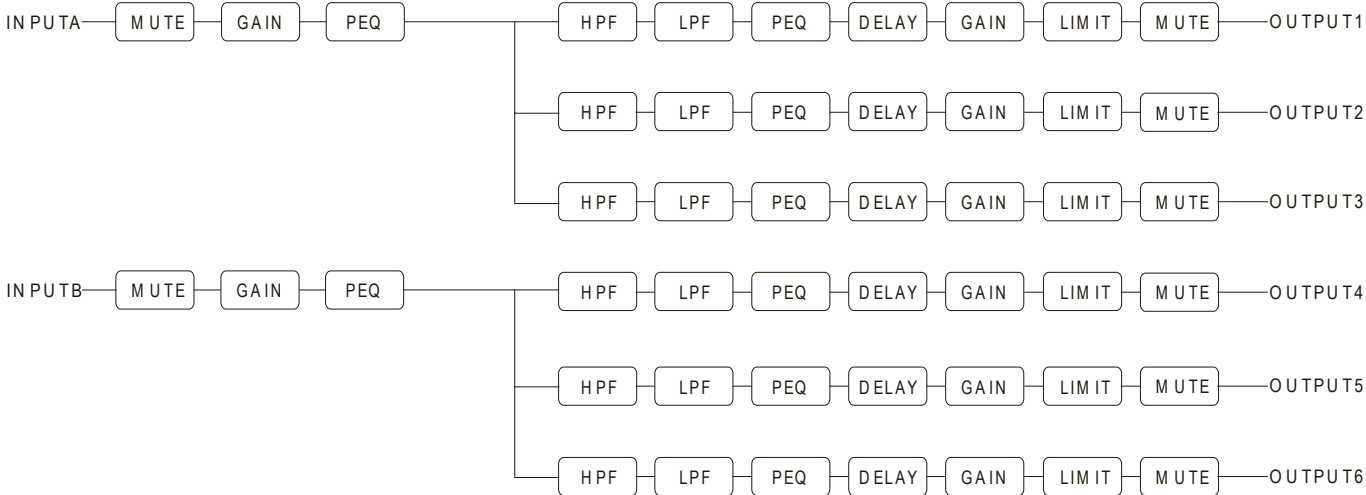 INPUTA MUTE GAIN PEQ HPF LPF PEQ DELAY GAIN LIMIT MUTE OUTPUT1
HPF LPF PEQ DELAY GAIN LIMIT MUTE OUTPUT2
HPF LPF PEQ DELAY GAIN LIMIT MUTE OUTPUT3
INPUTB MUTE GAIN PEQ HPF LPF PEQ DELAY GAIN LIMIT MUTE OUTPUT4
HPF LPF PEQ DELAY GAIN LIMIT MUTE OUTPUT5
HPF LPF PEQ DELAY GAIN LIMIT MUTE OUTPUT6